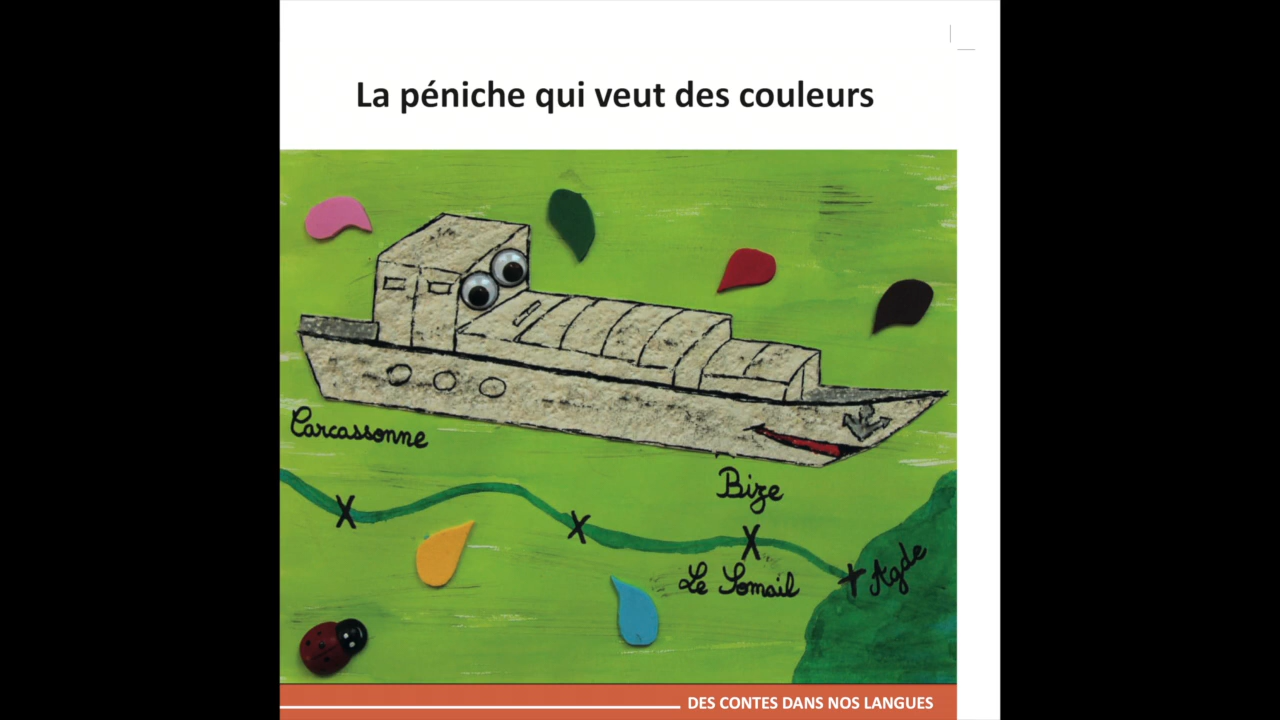 La péniche qui veut des couleurs
Carcassonne
Bize
Le Somail
Agde
DES CONTES DANS NOS LANGUES